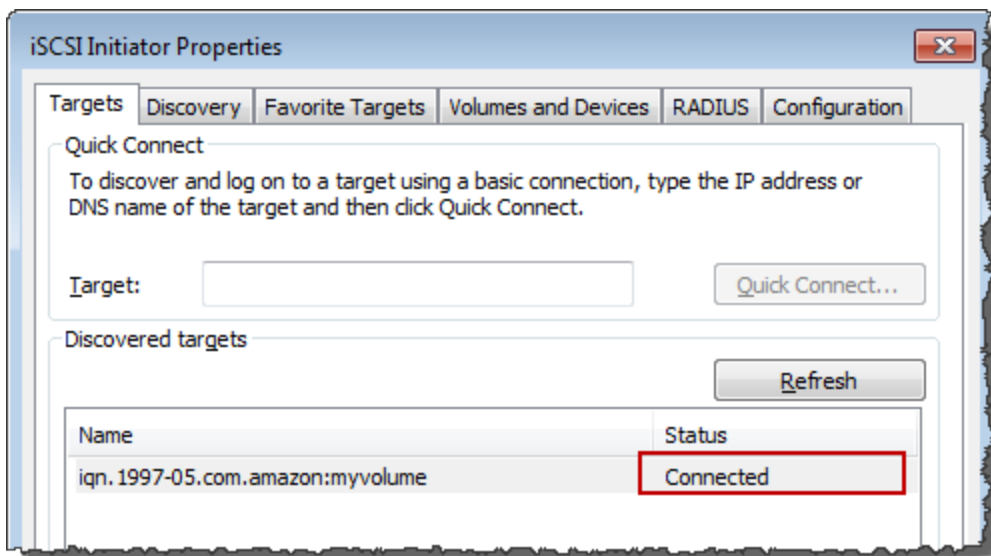 iSCSI Initiator Properties
Targets Discovery Favorite Targets Volumes and Devices RADIUS Configuration
Quick Connect
To discover and log on to a target using a basic connection, type the IP address or
DNS name of the target and then click Quick Connect.
Target: Quick Connect...
Discovered targets
Refresh
Name Status
iqn.1997-05.com.amazon:myvolume Connected